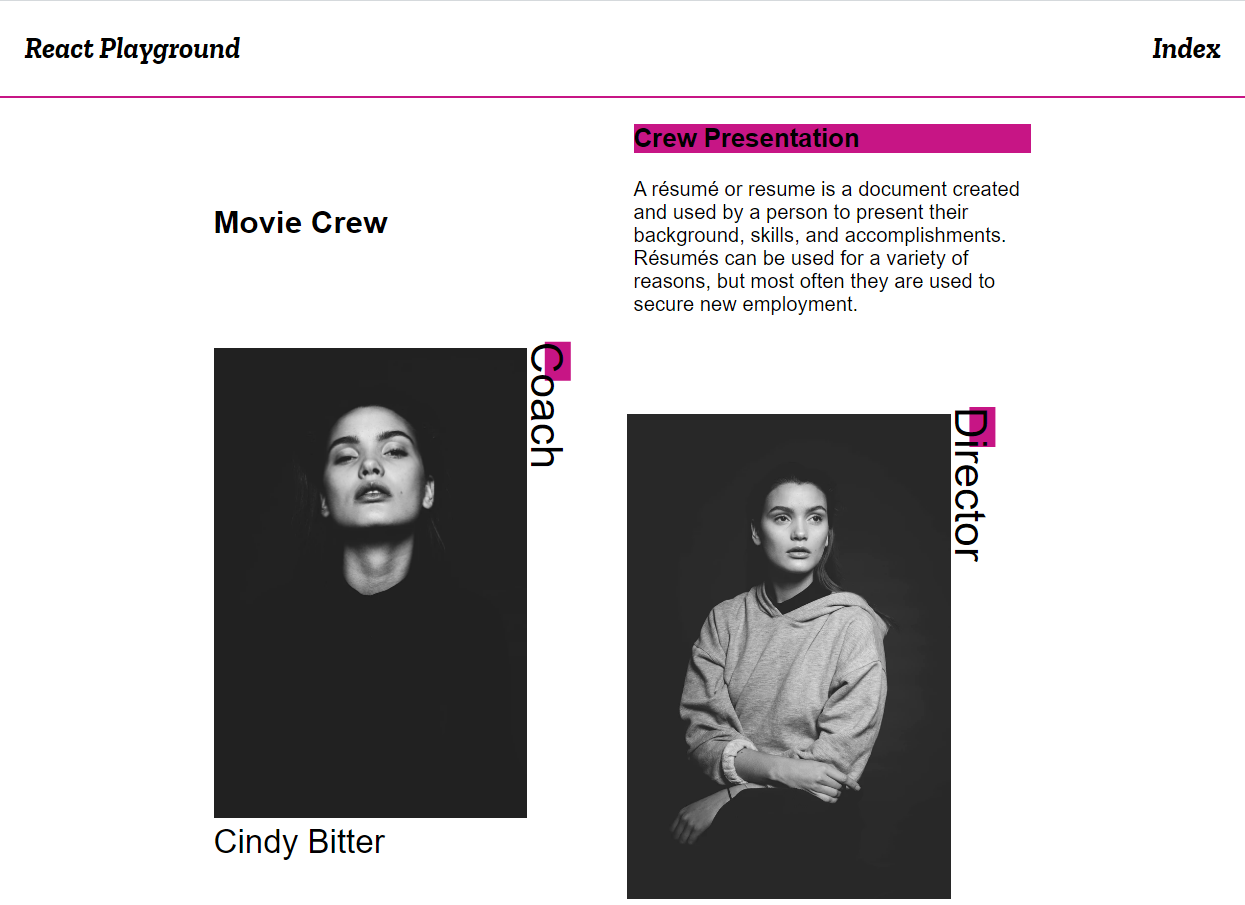 React Playground
Index
Crew Presentation
A résumé or resume is a document created
and used by a person to present their
background, skills, and accomplishments.
Résumés can be used for a variety of
reasons, but most often they are used to
secure new employment.
Movie Crew
Coach
Director
Cindy Bitter